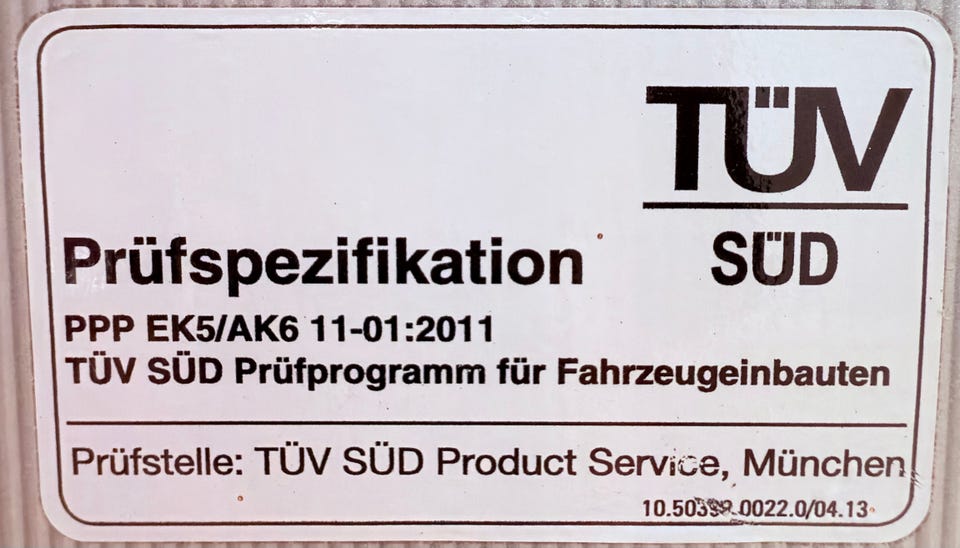 TÜV
SÜD
Prüfspezifikation
PPP EK5/AK6 11-01:2011
TÜV SÜD Prüfprogramm für Fahrzeugeinbauten
Prüfstelle: TÜV SÜD Product Service, München